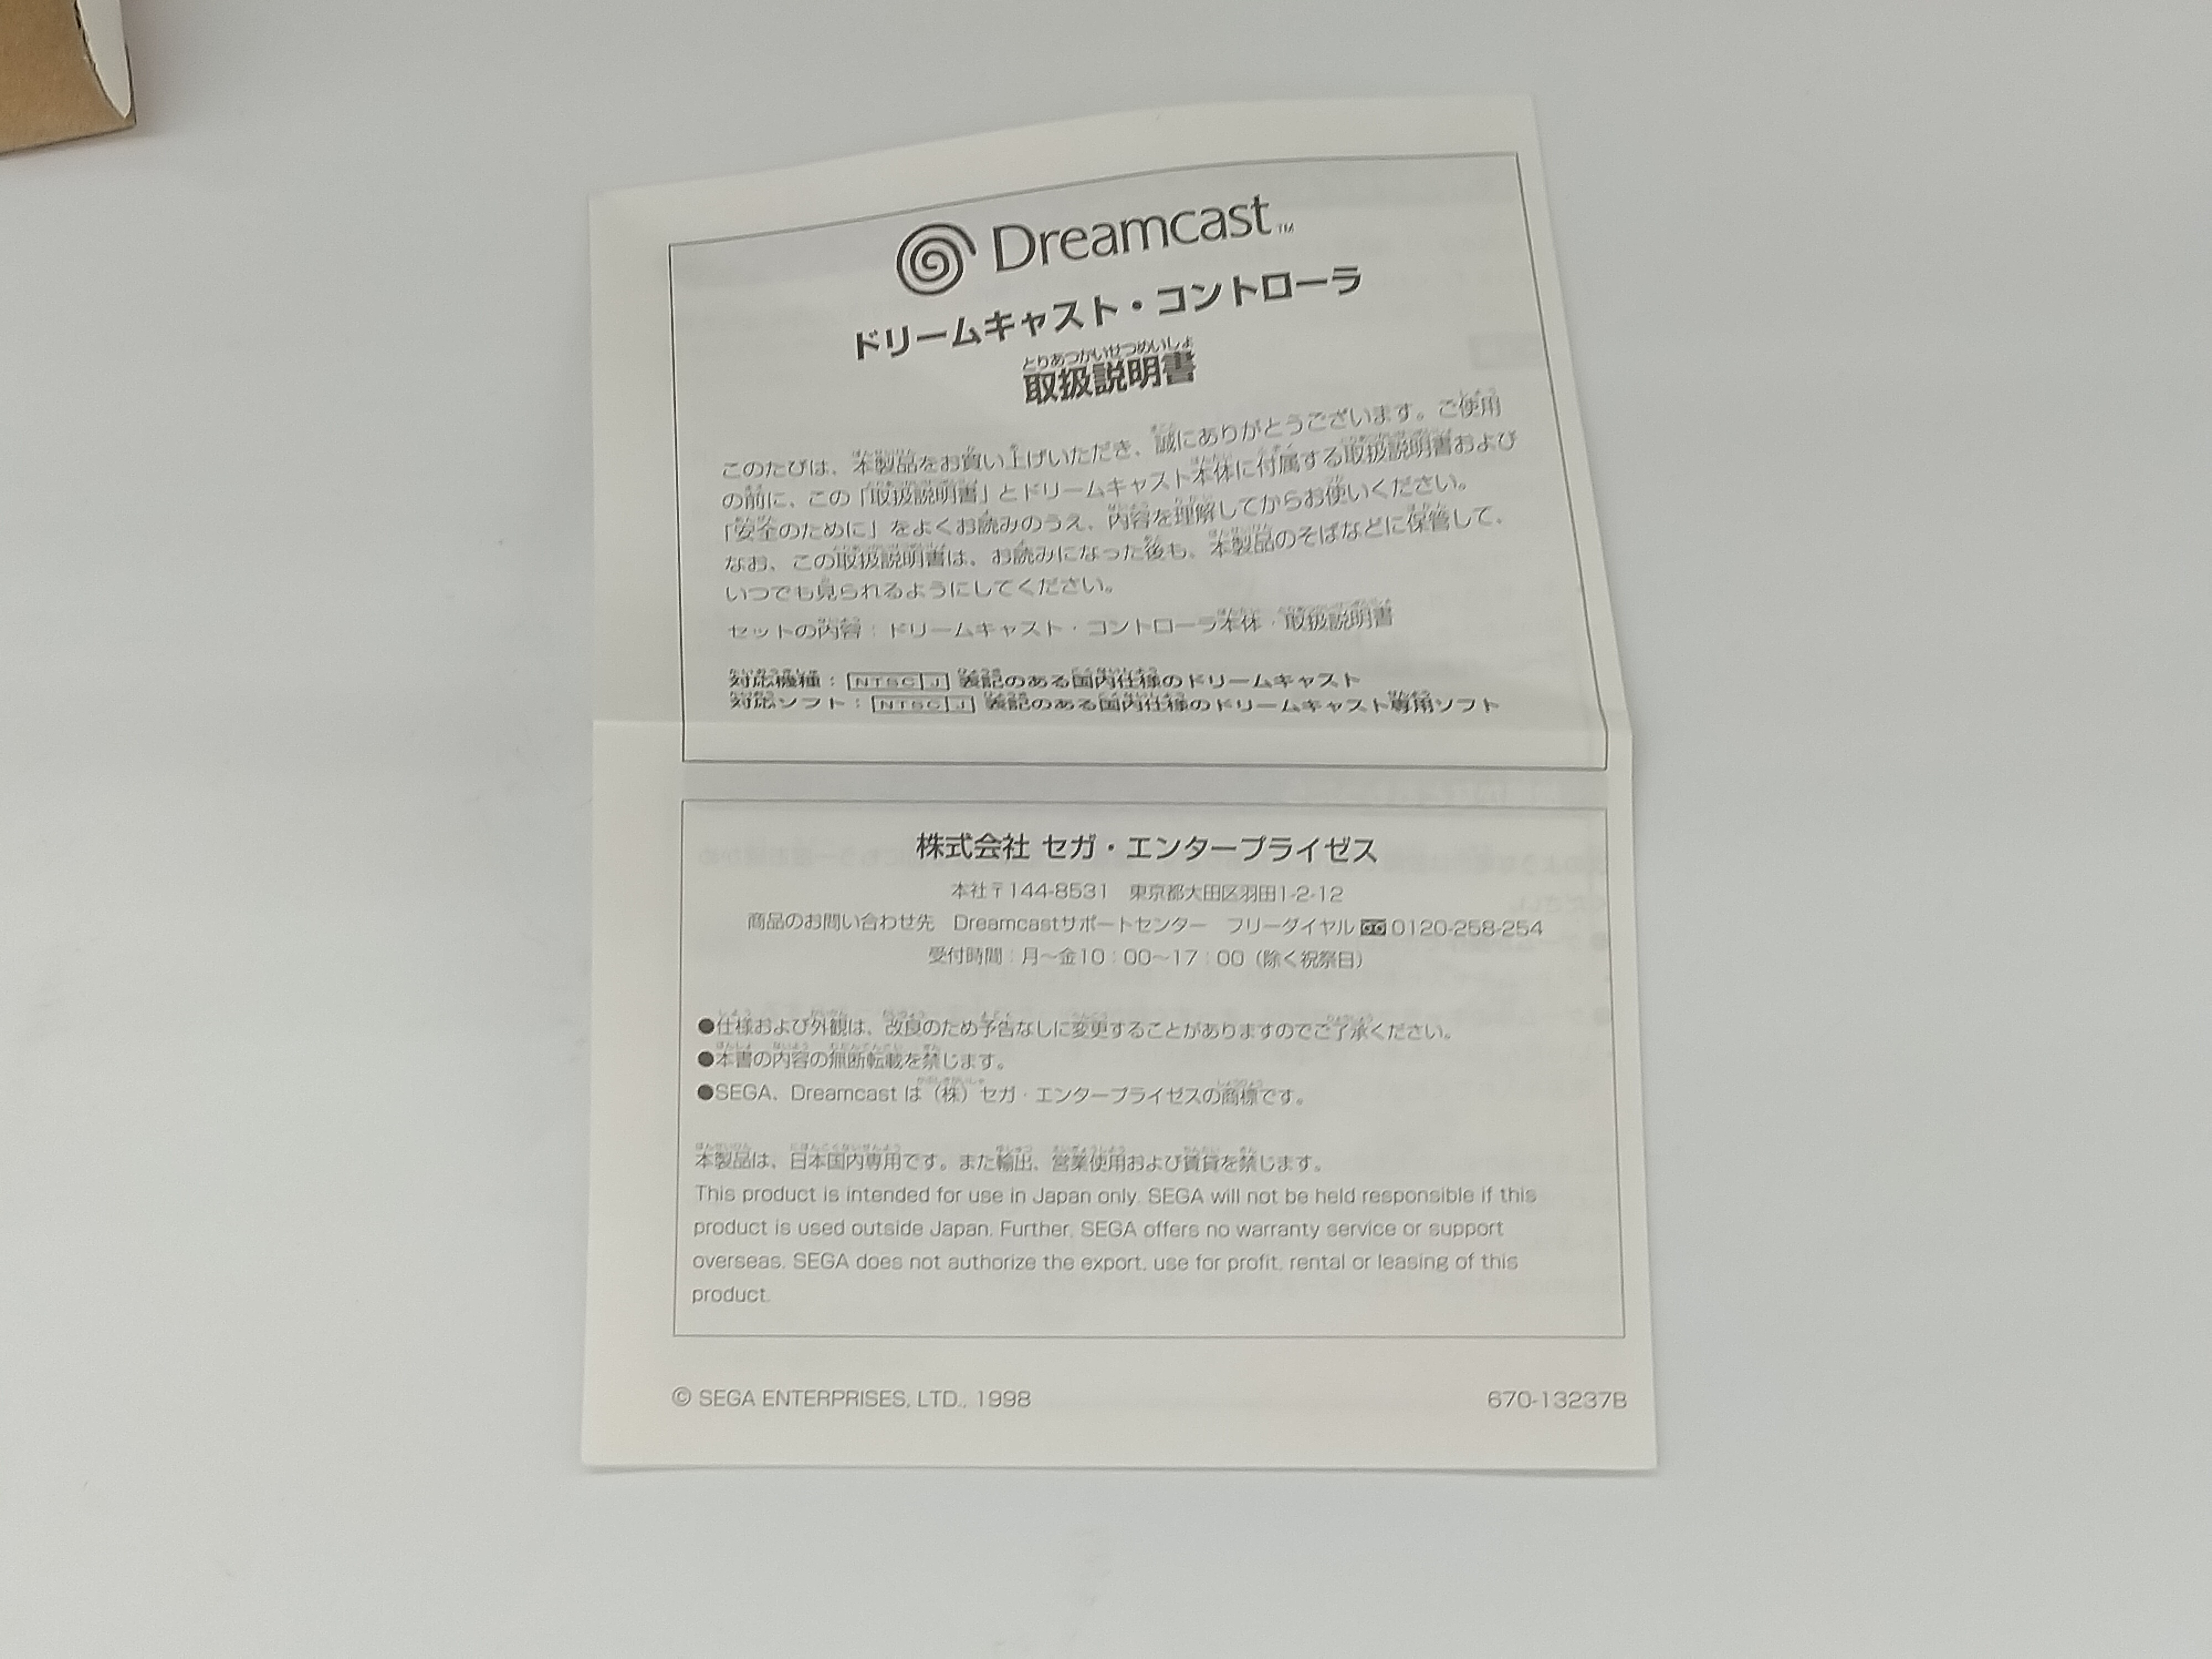 Dreamcast™
ドリームキャスト・コントローラ
とりあつかいせつめいしょ
取扱説明書
このたびは、本製品をお買い上げいただき、誠にありがとうございます。ご使用
の前に、この「取扱説明書」とドリームキャスト本体に付属する取扱説明書および
「安全のために」をよくお読みのうえ、内容を理解してからお使いください。
なお、この取扱説明書は、お読みになった後も、本製品のそばなどに保管して、
いつでも見られるようにしてください。
セットの内容：ドリームキャスト・コントローラ本体・取扱説明書
対応機種：NTSC J 表記のある国内仕様のドリームキャスト
対応ソフト：NTSC J 表記のある国内仕様のドリームキャスト専用ソフト
株式会社 セガ・エンタープライゼス
本社〒144-8531　東京都大田区羽田1-2-12
商品のお問い合わせ先　Dreamcastサポートセンター　フリーダイヤル 0120-258-254
受付時間：月〜金10：00〜17：00（除く祝祭日）
●仕様および外観は、改良のため予告なしに変更することがありますのでご了承ください。
●本書の内容の無断転載を禁じます。
●SEGA、Dreamcast は（株）セガ・エンタープライゼスの商標です。
本製品は、日本国内専用です。また輸出、営業使用および賃貸を禁じます。
This product is intended for use in Japan only. SEGA will not be held responsible if this
product is used outside Japan. Further, SEGA offers no warranty service or support
overseas. SEGA does not authorize the export, use for profit, rental or leasing of this
product.
© SEGA ENTERPRISES, LTD., 1998
670-13237B